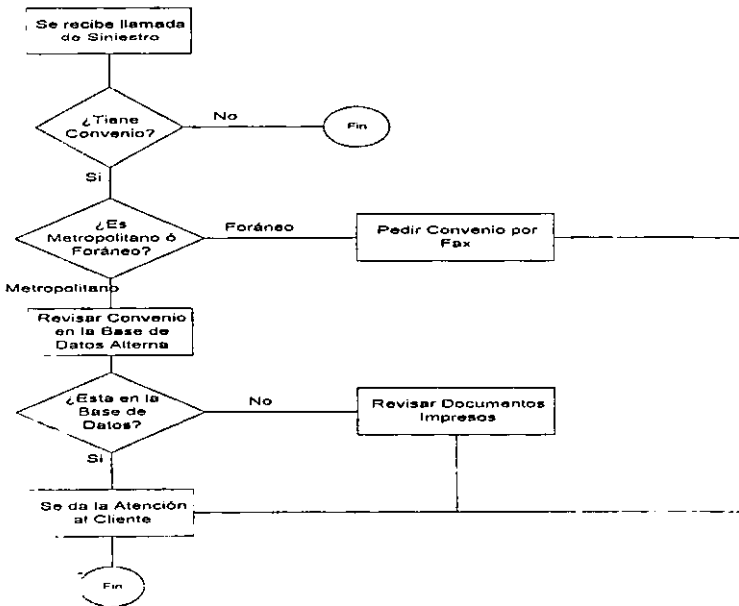 Se recibe llamada
de Siniestro
¿Tiene
Convenio?
No
Fin
Si
¿Es
Metropolitano ó
Foráneo?
Foráneo
Pedir Convenio por
Fax
Metropolitano
Revisar Convenio
en la Base de
Datos Alterna
¿Esta en la
Base de
Datos?
No
Revisar Documentos
Impresos
Si
Se da la Atención
al Cliente
Fin